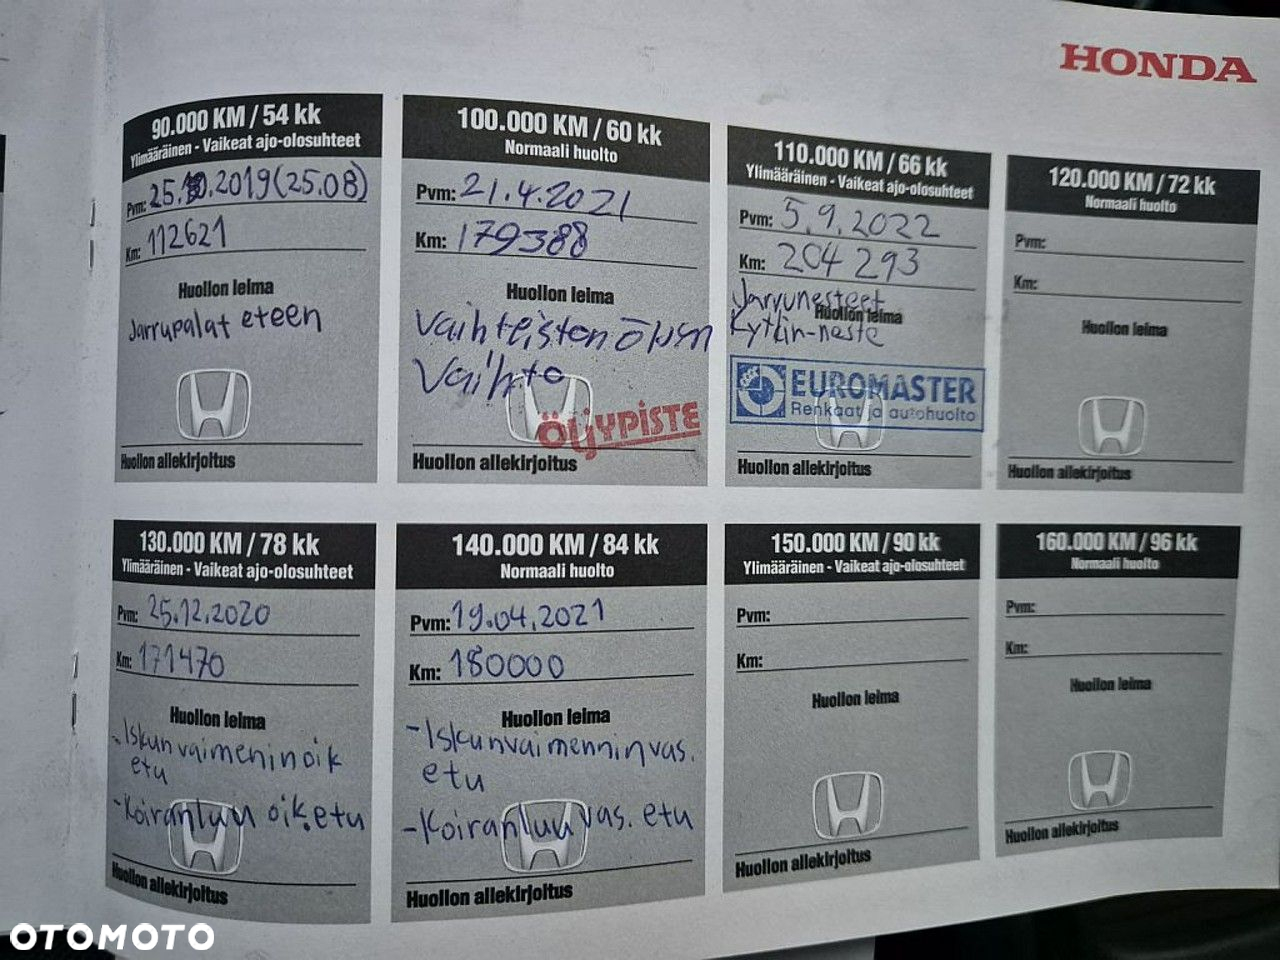 HONDA
90.000 KM / 54 kk
Ylimääräinen - Vaikeat ajo-olosuhteet
Pvm: 25.10.2019 (25.08)
Km: 112621
Huollon leima
Jarrupalat eteen
Huollon allekirjoitus
100.000 KM / 60 kk
Normaali huolto
Pvm: 21.4.2021
Km: 179388
Huollon leima
Vaihteiston öljyn
Vaihto
ÖLJYPISTE
Huollon allekirjoitus
110.000 KM / 66 kk
Ylimääräinen - Vaikeat ajo-olosuhteet
Pvm: 5.9.2022
Km: 204 293
Jarrunesteet
Huollon leima
Kytkin-neste
EUROMASTER
Renkaat ja autohuolto
Huollon allekirjoitus
120.000 KM / 72 kk
Normaali huolto
Pvm:
Km:
Huollon leima
Huollon allekirjoitus
130.000 KM / 78 kk
Ylimääräinen - Vaikeat ajo-olosuhteet
Pvm: 25.12.2020
Km: 171470
Huollon leima
- Iskunvaimenin oik
etu
- Koiranluu oik. etu
Huollon allekirjoitus
140.000 KM / 84 kk
Normaali huolto
Pvm: 19.04.2021
Km: 180000
Huollon leima
- Iskunvaimennin vas.
etu
- Koiranluu vas. etu
Huollon allekirjoitus
150.000 KM / 90 kk
Ylimääräinen - Vaikeat ajo-olosuhteet
Pvm:
Km:
Huollon leima
Huollon allekirjoitus
160.000 KM / 96 kk
Normaali huolto
Pvm:
Km:
Huollon leima
Huollon allekirjoitus
OTOMOTO